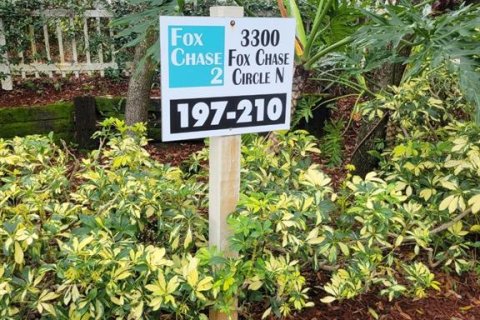 Fox
Chase
2
3300
Fox Chase
Circle N
197-210